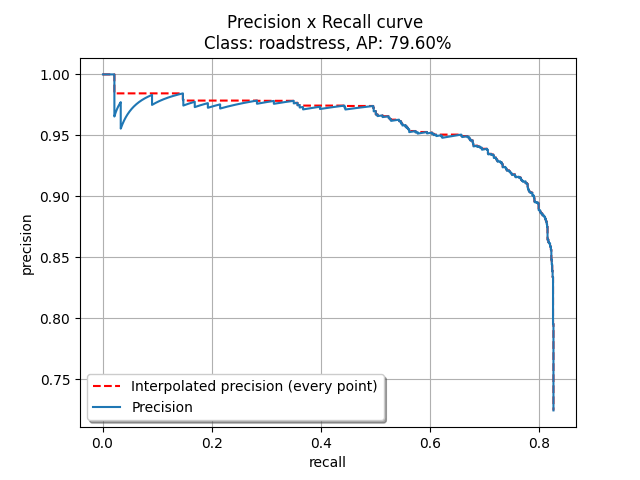 Precision x Recall curve
Class: roadstress, AP: 79.60%
1.00
0.95
0.90
0.85
0.80
0.75
precision
Interpolated precision (every point)
Precision
0.0 0.2 0.4 0.6 0.8
recall